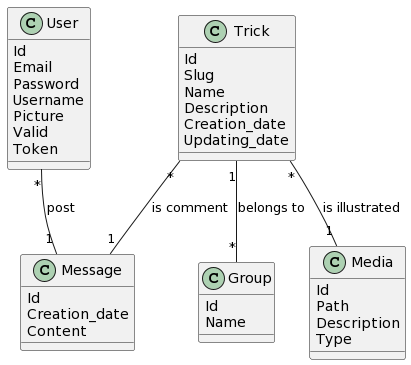 C User
Id
Email
Password
Username
Picture
Valid
Token
C Trick
Id
Slug
Name
Description
Creation_date
Updating_date
* post 1
* is comment 1
1 belongs to *
* is illustrated 1
C Message
Id
Creation_date
Content
C Group
Id
Name
C Media
Id
Path
Description
Type